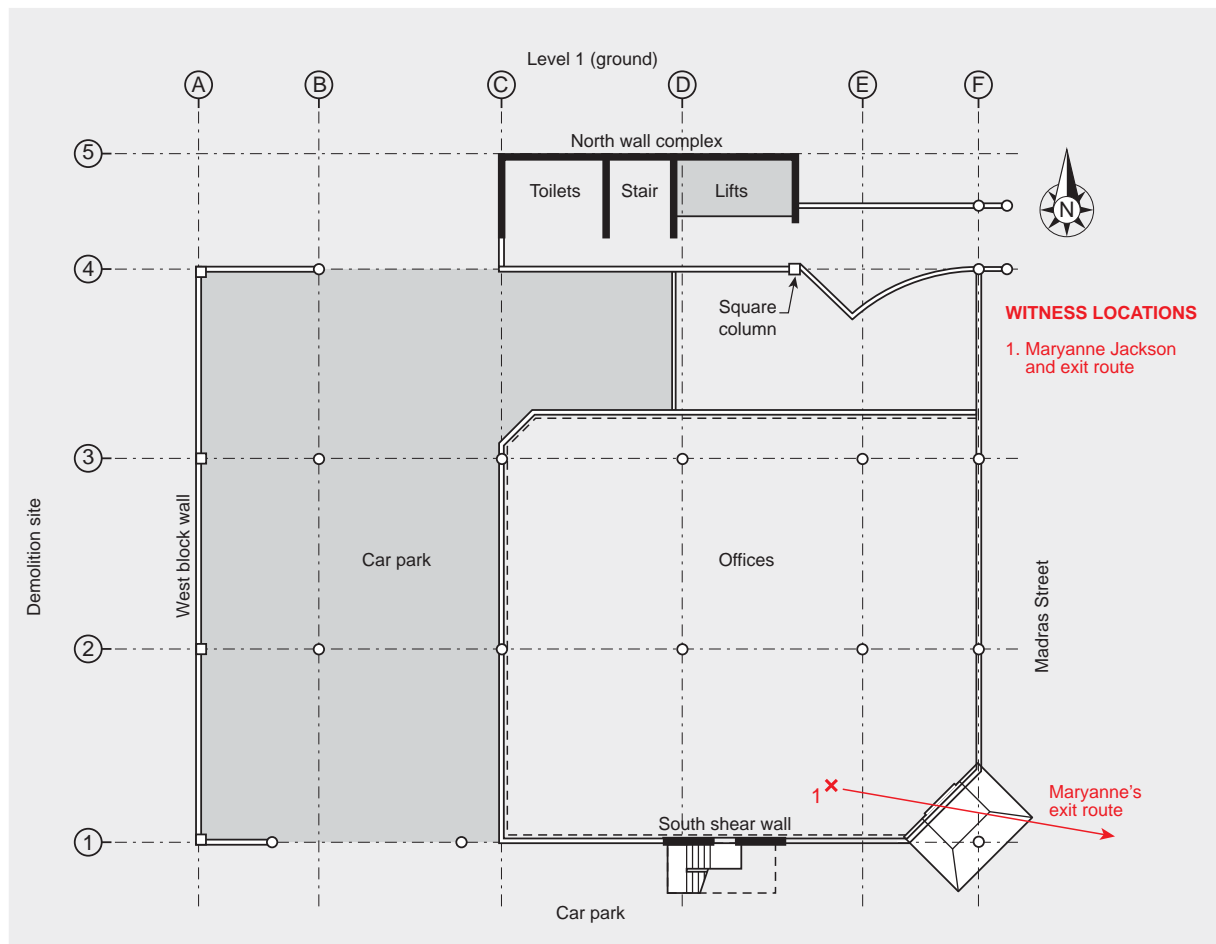 Level 1 (ground)
A
B
C
D
E
F
5
North wall complex
Toilets
Stair
Lifts
N
4
Square
column
WITNESS LOCATIONS
1. Maryanne Jackson
and exit route
3
Demolition site
West block wall
Car park
Offices
Madras Street
2
1
Maryanne's
exit route
South shear wall
1
Car park